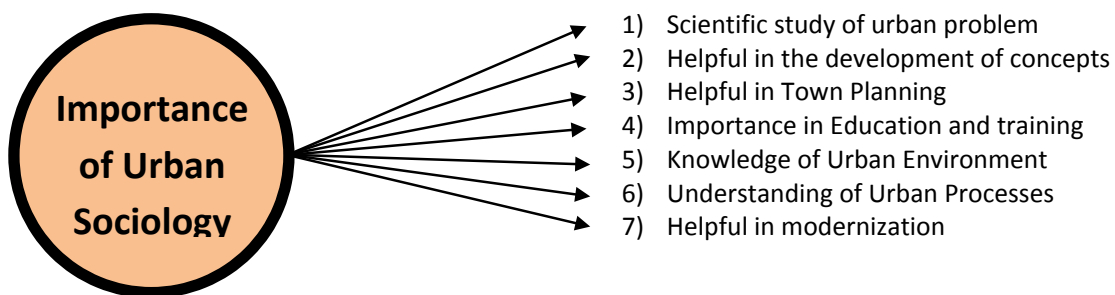 Importance
of Urban
Sociology
1) Scientific study of urban problem
2) Helpful in the development of concepts
3) Helpful in Town Planning
4) Importance in Education and training
5) Knowledge of Urban Environment
6) Understanding of Urban Processes
7) Helpful in modernization